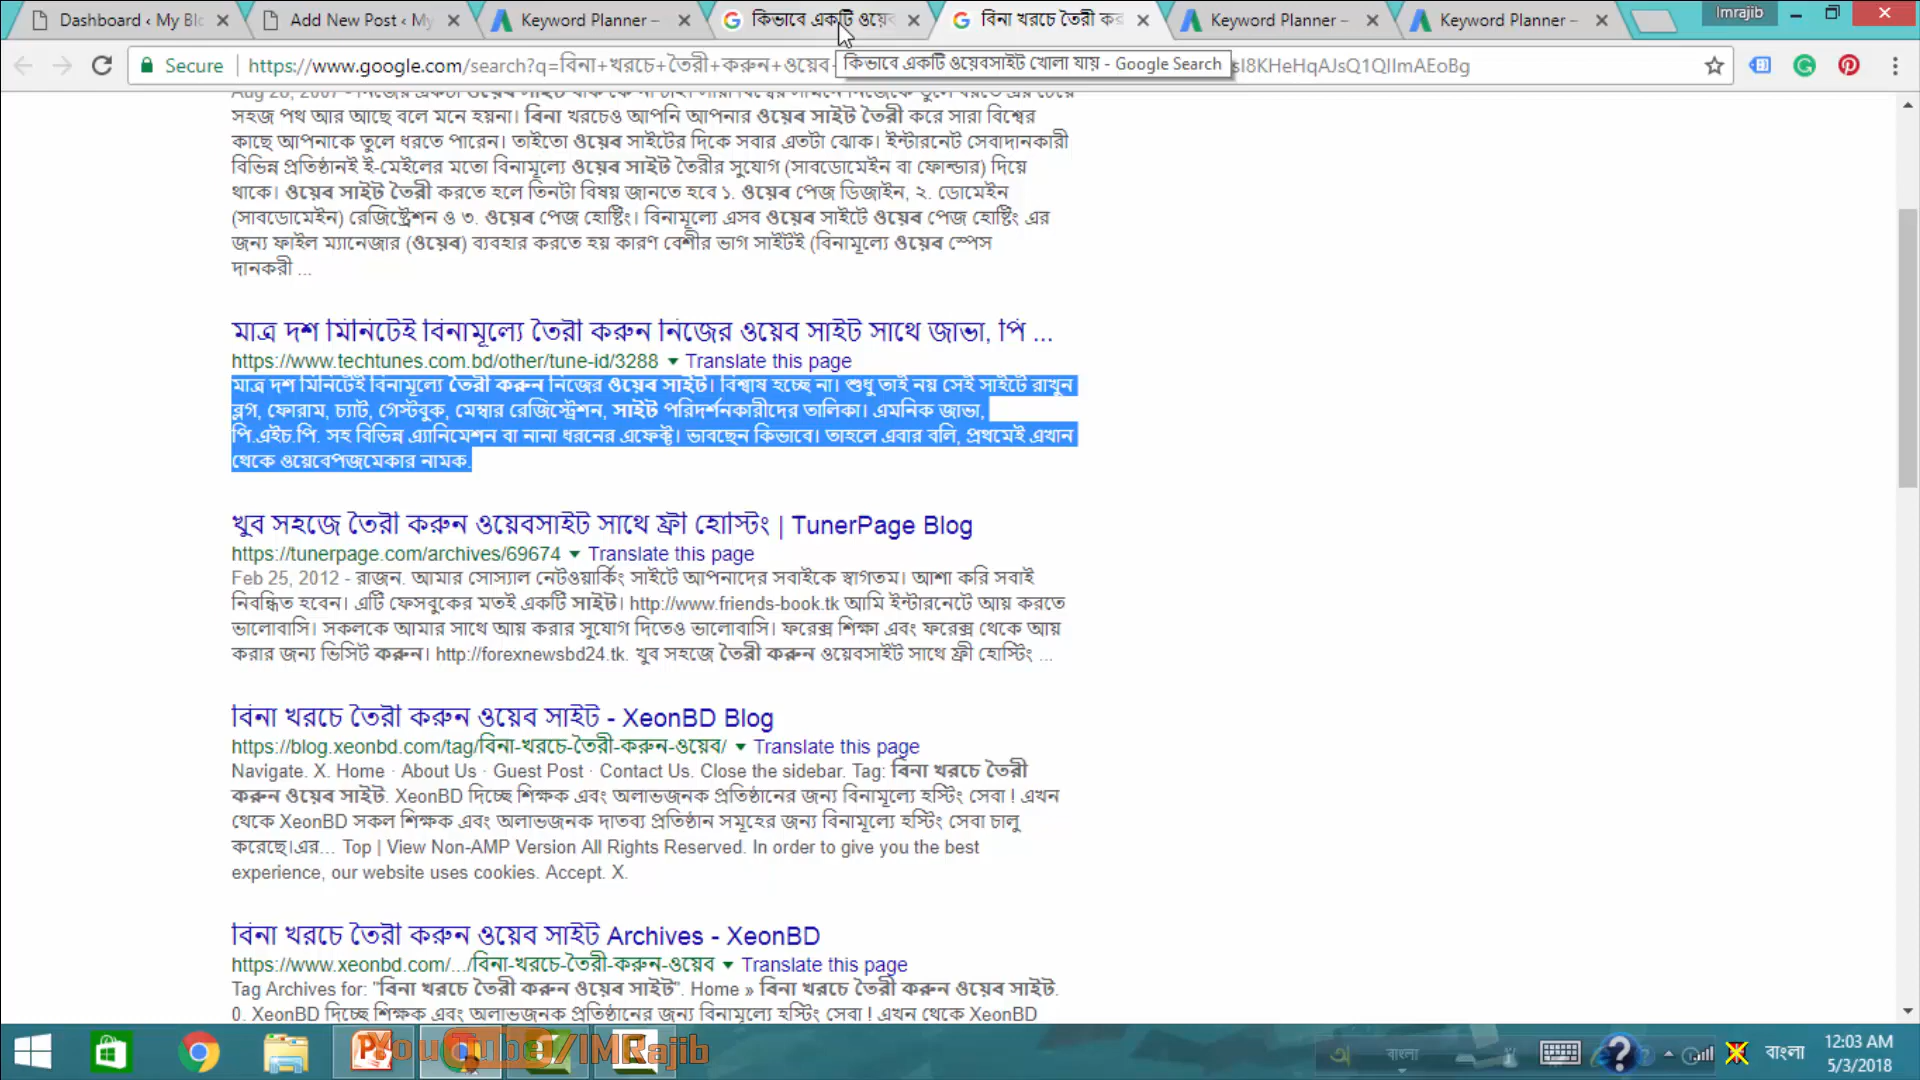 Dashboard ‹ My Bl
Add New Post ‹ My
Keyword Planner –
কিভাবে একটি ওয়ে
বিনা খরচে তৈরী কর
Keyword Planner –
Keyword Planner –
Imrajib
Secure
https://www.google.com/search?q=বিনা+খরচে+তৈরী+করুন+ওয়েব-
কিভাবে একটি ওয়েবসাইট খোলা যায় - Google Search
sI8KHeHqAJsQ1QIImAEoBg
Aug 28, 2007 - নিজের একটা ওয়েব সাইট থাক কে না চায়। সারা বিশ্বের সামনে নিজেকে তুলে ধরতে এর চেয়ে
সহজ পথ আর আছে বলে মনে হয়না। বিনা খরচেও আপনি আপনার ওয়েব সাইট তৈরী করে সারা বিশ্বের
কাছে আপনাকে তুলে ধরতে পারেন। তাইতো ওয়েব সাইটের দিকে সবার এতটা ঝোক। ইন্টারনেট সেবাদানকারী
বিভিন্ন প্রতিষ্ঠানই ই-মেইলের মতো বিনামূল্যে ওয়েব সাইট তৈরীর সুযোগ (সাবডোমেইন বা ফোল্ডার) দিয়ে
থাকে। ওয়েব সাইট তৈরী করতে হলে তিনটা বিষয় জানতে হবে ১. ওয়েব পেজ ডিজাইন, ২. ডোমেইন
(সাবডোমেইন) রেজিষ্ট্রেশন ও ৩. ওয়েব পেজ হোষ্টিং। বিনামূল্যে এসব ওয়েব সাইটে ওয়েব পেজ হোষ্টিং এর
জন্য ফাইল ম্যানেজার (ওয়েব) ব্যবহার করতে হয় কারণ বেশীর ভাগ সাইটই (বিনামূল্যে ওয়েব স্পেস
দানকরী ...
মাত্র দশ মিনিটেই বিনামূল্যে তৈরী করুন নিজের ওয়েব সাইট সাথে জাভা, পি ...
https://www.techtunes.com.bd/other/tune-id/3288 ▾ Translate this page
মাত্র দশ মিনিটেই বিনামূল্যে তৈরী করুন নিজের ওয়েব সাইট। বিশ্বাষ হচ্ছে না। শুধু তাই নয় সেই সাইটে রাখুন
ব্লগ, ফোরাম, চ্যাট, গেস্টবুক, মেম্বার রেজিস্ট্রেশন, সাইট পরিদর্শনকারীদের তালিকা। এমনিক জাভা,
পি.এইচ.পি. সহ বিভিন্ন এ্যানিমেশন বা নানা ধরনের এফেক্ট। ভাবছেন কিভাবে। তাহলে এবার বলি, প্রথমেই এখান
থেকে ওয়েবেপজমেকার নামক.
খুব সহজে তৈরী করুন ওয়েবসাইট সাথে ফ্রী হোস্টিং | TunerPage Blog
https://tunerpage.com/archives/69674 ▾ Translate this page
Feb 25, 2012 - রাজন. আমার সোস্যাল নেটওয়ার্কিং সাইটে আপনাদের সবাইকে স্বাগতম। আশা করি সবাই
নিবন্ধিত হবেন। এটি ফেসবুকের মতই একটি সাইট। http://www.friends-book.tk আমি ইন্টারনেটে আয় করতে
ভালোবাসি। সকলকে আমার সাথে আয় করার সুযোগ দিতেও ভালোবাসি। ফরেক্স শিক্ষা এবং ফরেক্স থেকে আয়
করার জন্য ভিসিট করুন। http://forexnewsbd24.tk. খুব সহজে তৈরী করুন ওয়েবসাইট সাথে ফ্রী হোস্টিং ...
বিনা খরচে তৈরী করুন ওয়েব সাইট - XeonBD Blog
https://blog.xeonbd.com/tag/বিনা-খরচে-তৈরী-করুন-ওয়েব/ ▾ Translate this page
Navigate. X. Home · About Us · Guest Post · Contact Us. Close the sidebar. Tag: বিনা খরচে তৈরী
করুন ওয়েব সাইট. XeonBD দিচ্ছে শিক্ষক এবং অলাভজনক প্রতিষ্ঠানের জন্য বিনামূল্যে হস্টিং সেবা ! এখন
থেকে XeonBD সকল শিক্ষক এবং অলাভজনক দাতব্য প্রতিষ্ঠান সমূহের জন্য বিনামূল্যে হস্টিং সেবা চালু
করেছে।এর... Top | View Non-AMP Version All Rights Reserved. In order to give you the best
experience, our website uses cookies. Accept. X.
বিনা খরচে তৈরী করুন ওয়েব সাইট Archives - XeonBD
https://www.xeonbd.com/.../বিনা-খরচে-তৈরী-করুন-ওয়েব ▾ Translate this page
Tag Archives for: "বিনা খরচে তৈরী করুন ওয়েব সাইট". Home » বিনা খরচে তৈরী করুন ওয়েব সাইট.
0. XeonBD দিচ্ছে শিক্ষক এবং অলাভজনক প্রতিষ্ঠানের জন্য বিনামূল্যে হস্টিং সেবা ! এখন থেকে XeonBD
YouTube/IMRajib
অ
বাংলা
বাংলা
12:03 AM
5/3/2018